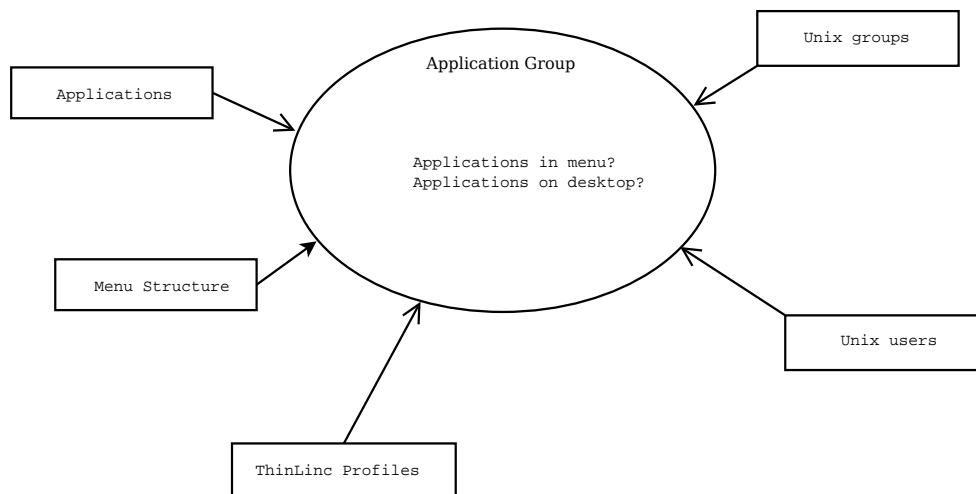 Unix groups
Application Group
Applications
Applications in menu?
Applications on desktop?
Menu Structure
Unix users
ThinLinc Profiles